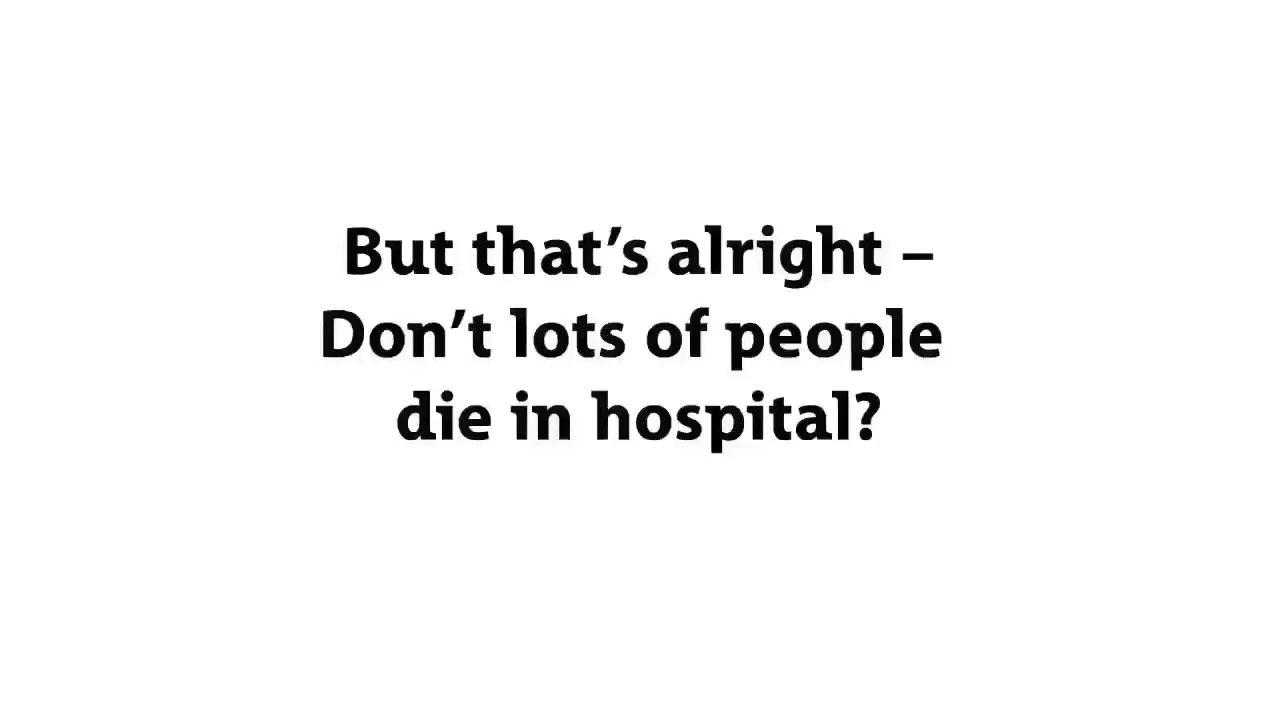 But that’s alright –
Don’t lots of people
die in hospital?